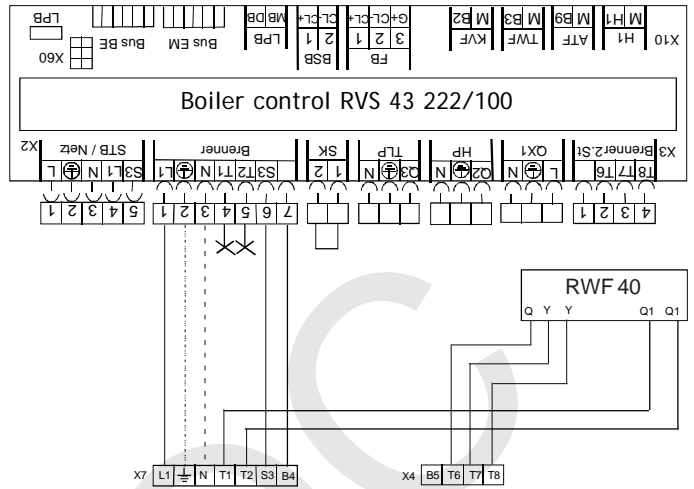 LPB
Bus BE
Bus EM
DB MB
LPB
CL+ CL-
2 1
BSB
CL+ CL- G+
1 2 3
FB
B2 M
KVF
B3 M
TWF
B9 M
ATF
H1 M
H1
X10
X60
Boiler control RVS 43 222/100
X2
STB / Netz
Brenner
SK
TLP
HP
QX1
Brenner2.St
X3
L N L1 S3
L1 N T1 T2 S3
2 1
N Q3
N Q2
N L
T6 T7 T8
1 2 3 4 5
1 2 3 4 5 6 7
1 2 3 4
RWF 40
Q Y Y Q1 Q1
X7 L1 N T1 T2 S3 B4
X4 B5 T6 T7 T8